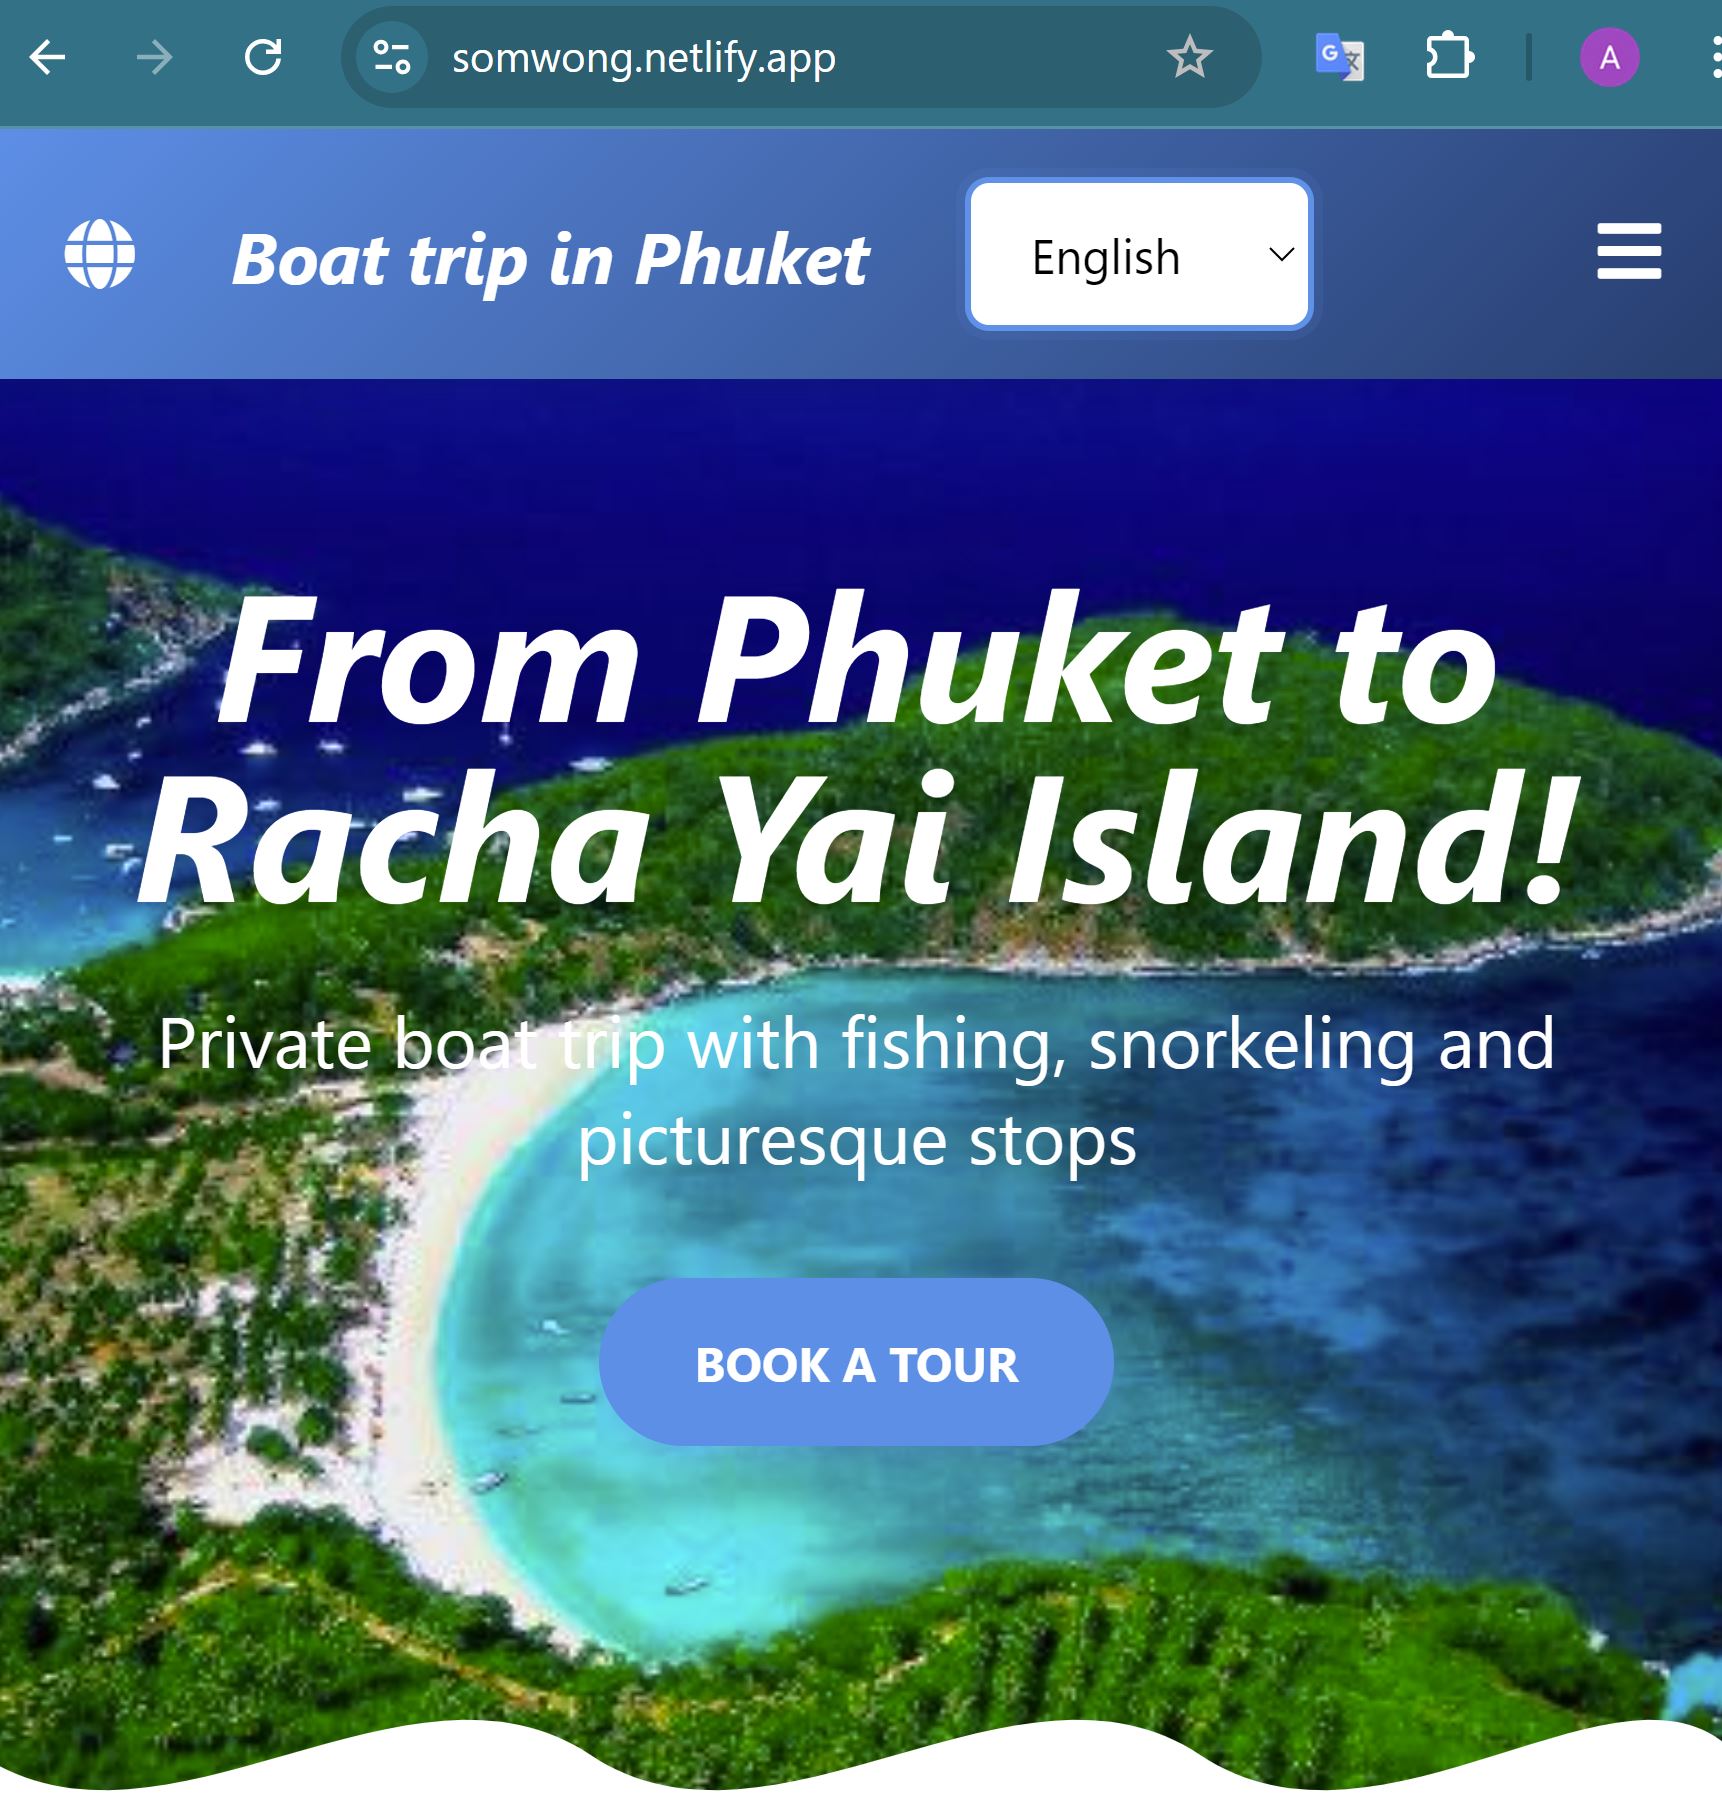 somwong.netlify.app
A
Boat trip in Phuket
English
From Phuket to
Racha Yai Island!
Private boat trip with fishing, snorkeling and
picturesque stops
BOOK A TOUR